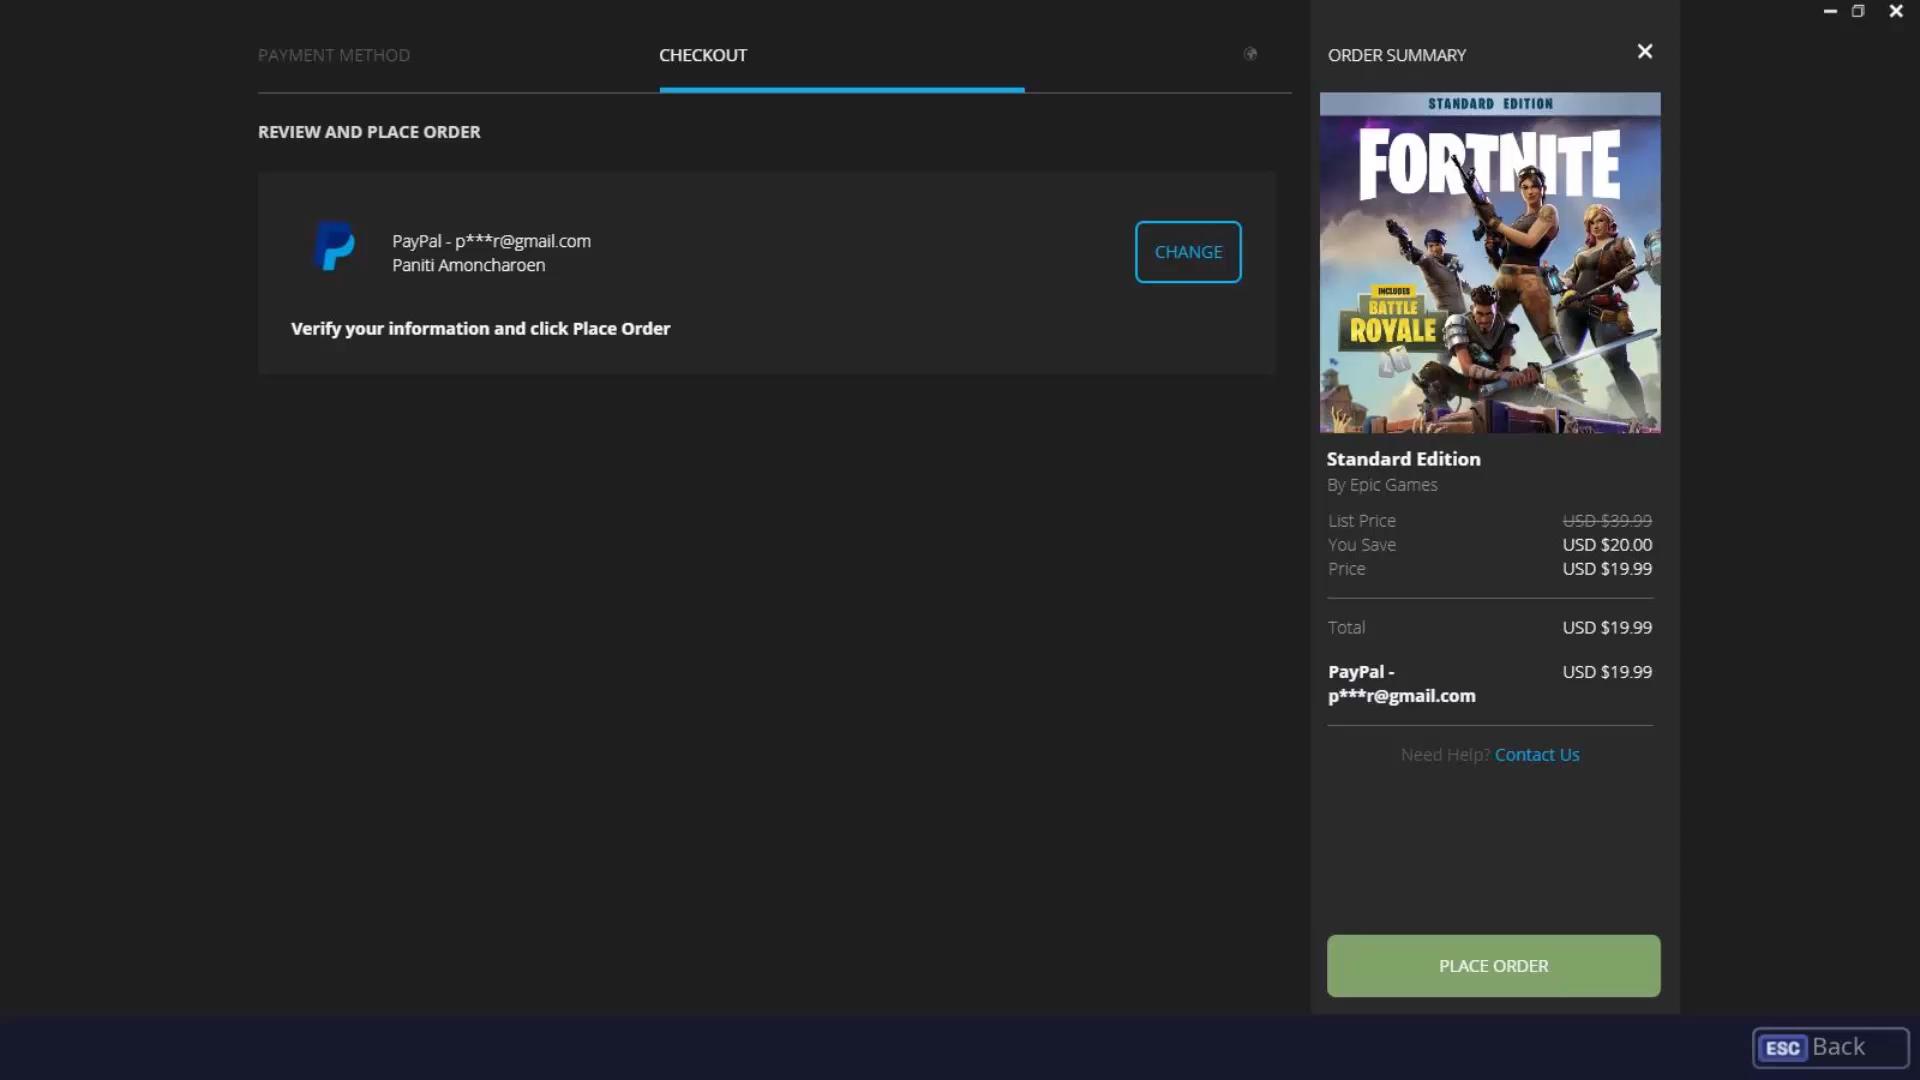 PAYMENT METHOD
CHECKOUT
REVIEW AND PLACE ORDER
PayPal - p***r@gmail.com
Paniti Amoncharoen
CHANGE
Verify your information and click Place Order
ORDER SUMMARY
STANDARD EDITION
FORTNITE
INCLUDES
BATTLE
ROYALE
Standard Edition
By Epic Games
List Price USD $39.99
You Save USD $20.00
Price USD $19.99
Total USD $19.99
PayPal - USD $19.99
p***r@gmail.com
Need Help? Contact Us
PLACE ORDER
ESC Back